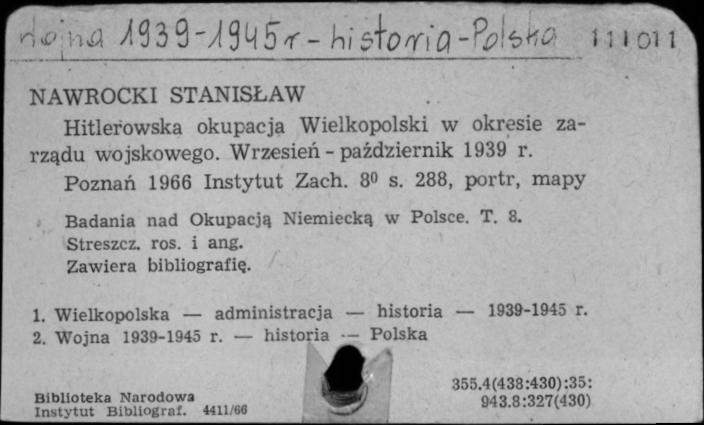 Wojna 1939-1945 r - historia - Polska 111011
NAWROCKI STANISŁAW
Hitlerowska okupacja Wielkopolski w okresie za-
rządu wojskowego. Wrzesień - październik 1939 r.
Poznań 1966 Instytut Zach. 8⁰ s. 288, portr, mapy
Badania nad Okupacją Niemiecką w Polsce. T. 8.
Streszcz. ros. i ang.
Zawiera bibliografię.
1. Wielkopolska — administracja — historia — 1939-1945 r.
2. Wojna 1939-1945 r. — historia — Polska
355.4(438:430):35:
943.8:327(430)
Biblioteka Narodowa
Instytut Bibliograf. 4411/66